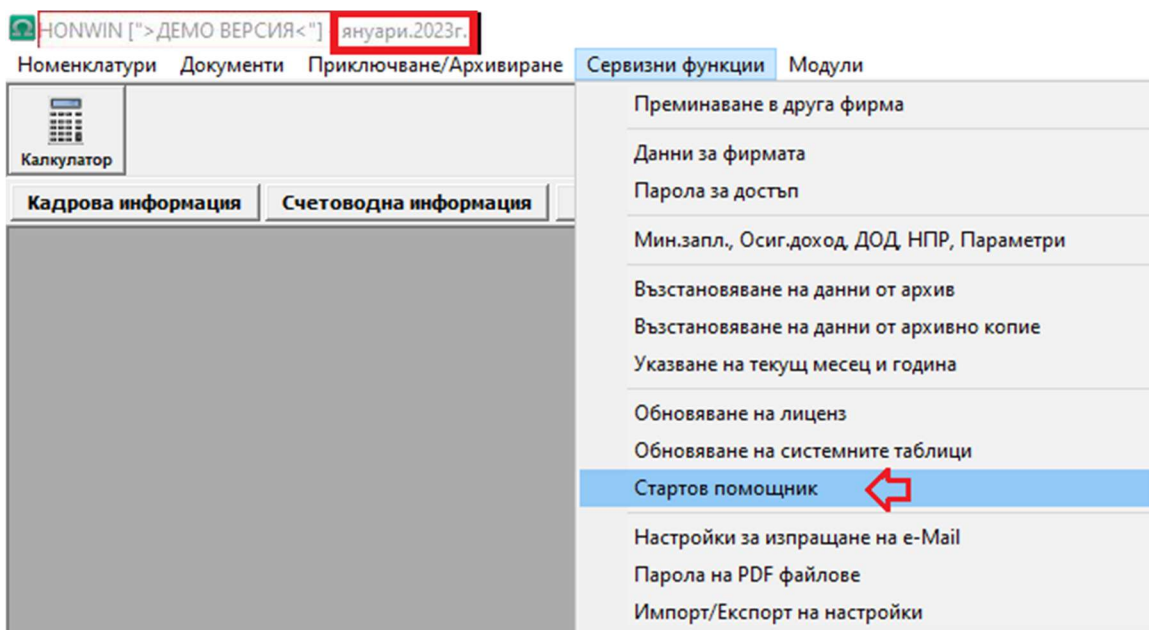 HONWIN [">ДЕМО ВЕРСИЯ<"] - януари.2023г.
Номенклатури Документи Приключване/Архивиране Сервизни функции Модули
Калкулатор
Кадрова информация Счетоводна информация
Преминаване в друга фирма
Данни за фирмата
Парола за достъп
Мин.запл., Осиг.доход, ДОД, НПР, Параметри
Възстановяване на данни от архив
Възстановяване на данни от архивно копие
Указване на текущ месец и година
Обновяване на лиценз
Обновяване на системните таблици
Стартов помощник
Настройки за изпращане на e-Mail
Парола на PDF файлове
Импорт/Експорт на настройки